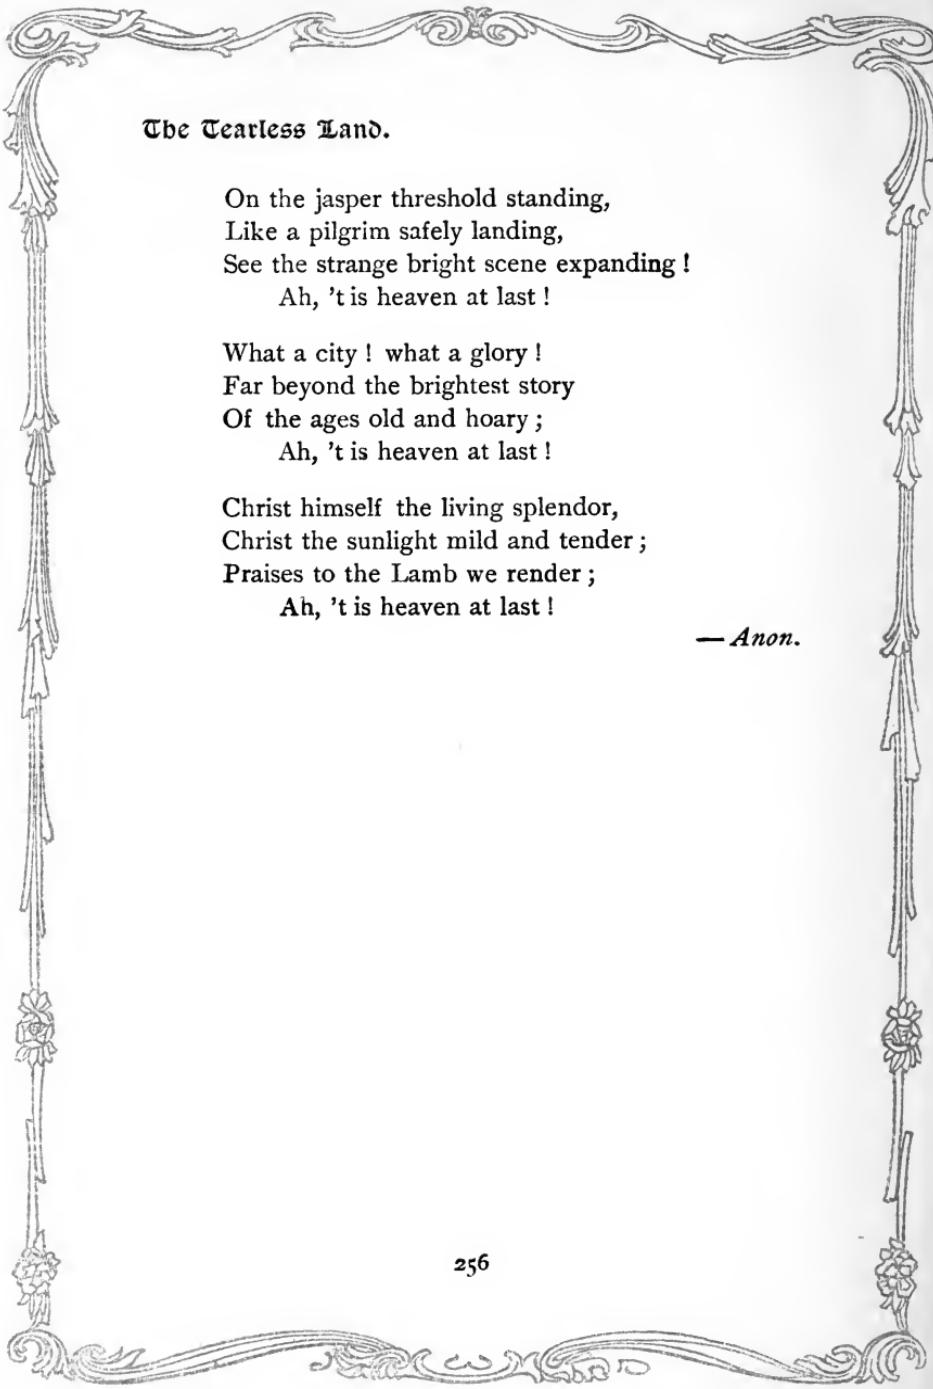 The Tearless Land.
On the jasper threshold standing,
Like a pilgrim safely landing,
See the strange bright scene expanding!
Ah, 't is heaven at last!
What a city! what a glory!
Far beyond the brightest story
Of the ages old and hoary;
Ah, 't is heaven at last!
Christ himself the living splendor,
Christ the sunlight mild and tender;
Praises to the Lamb we render;
Ah, 't is heaven at last!
— Anon.
256